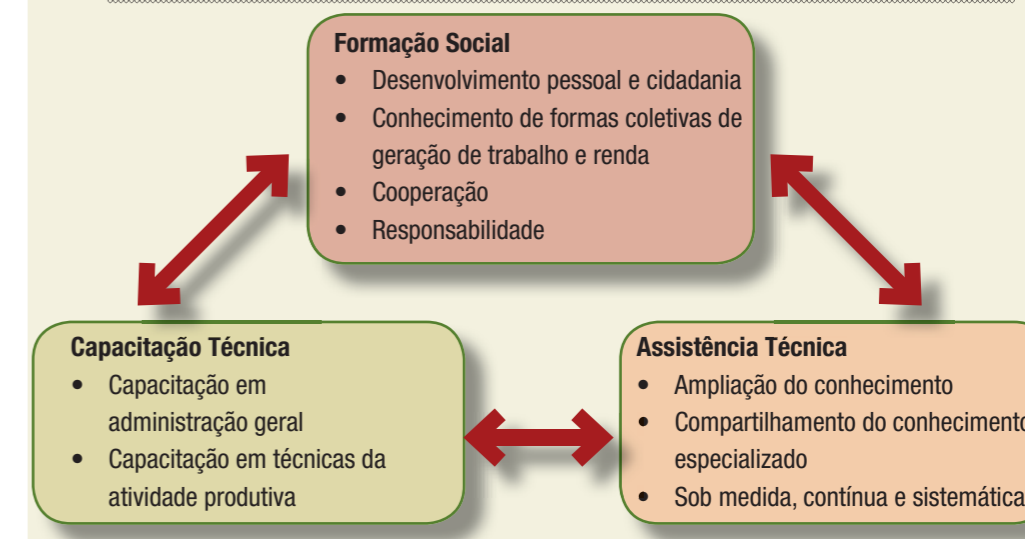 Formação Social
• Desenvolvimento pessoal e cidadania
• Conhecimento de formas coletivas de
geração de trabalho e renda
• Cooperação
• Responsabilidade
Capacitação Técnica
• Capacitação em
administração geral
• Capacitação em técnicas da
atividade produtiva
Assistência Técnica
• Ampliação do conhecimento
• Compartilhamento do conhecimento
especializado
• Sob medida, contínua e sistemática